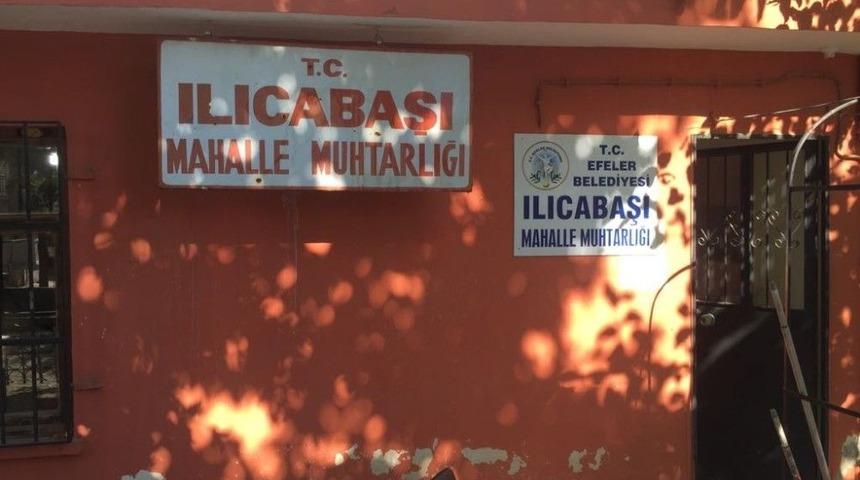 T.C.
ILICABAŞI
MAHALLE MUHTARLIĞI
T.C.
EFELER
BELEDİYESİ
ILICABAŞI
MAHALLE MUHTARLIĞI